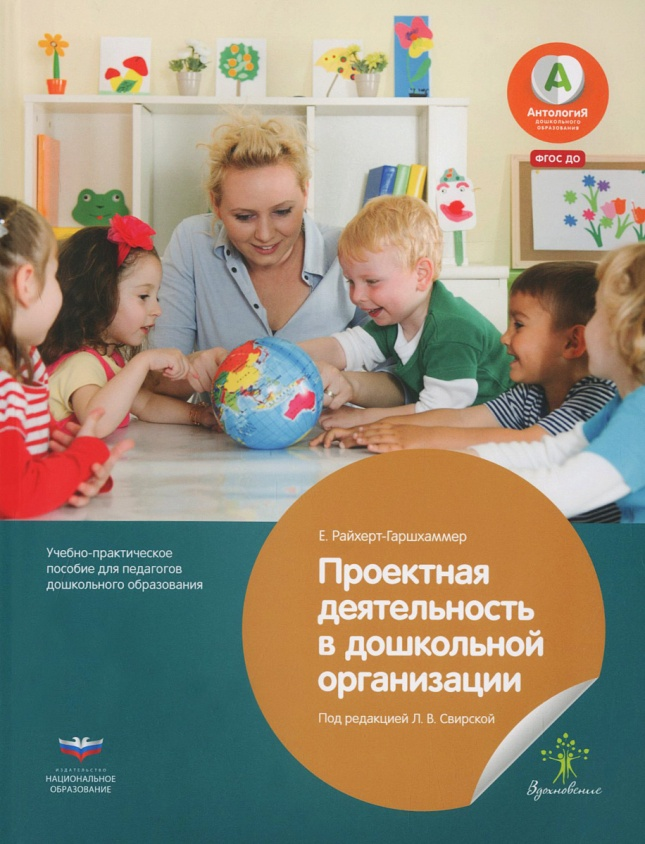 А
Антология
дошкольного
образования
ФГОС ДО
Е. Райхерт-Гаршхаммер
Проектная
деятельность
в дошкольной
организации
Под редакцией Л. В. Свирской
Учебно-практическое
пособие для педагогов
дошкольного образования
ИЗДАТЕЛЬСТВО
НАЦИОНАЛЬНОЕ
ОБРАЗОВАНИЕ
Вдохновение